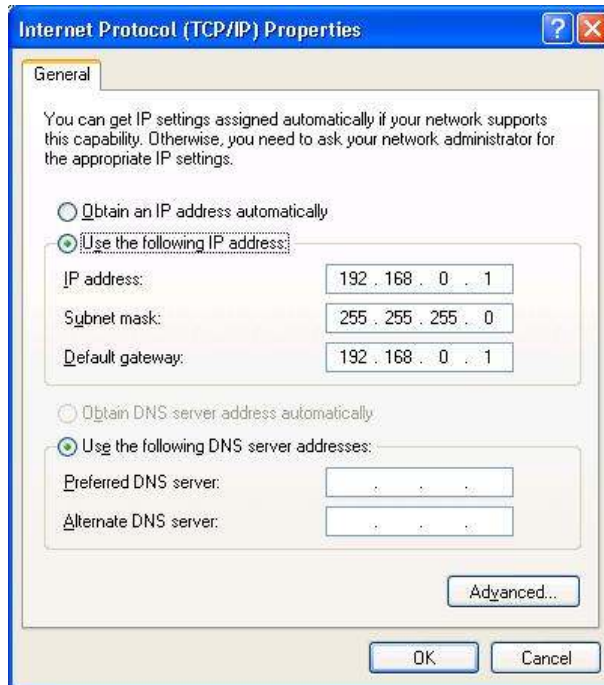 Internet Protocol (TCP/IP) Properties
General
You can get IP settings assigned automatically if your network supports
this capability. Otherwise, you need to ask your network administrator for
the appropriate IP settings.
Obtain an IP address automatically
Use the following IP address:
IP address: 192 . 168 . 0 . 1
Subnet mask: 255 . 255 . 255 . 0
Default gateway: 192 . 168 . 0 . 1
Obtain DNS server address automatically
Use the following DNS server addresses:
Preferred DNS server: . . .
Alternate DNS server: . . .
Advanced...
OK Cancel